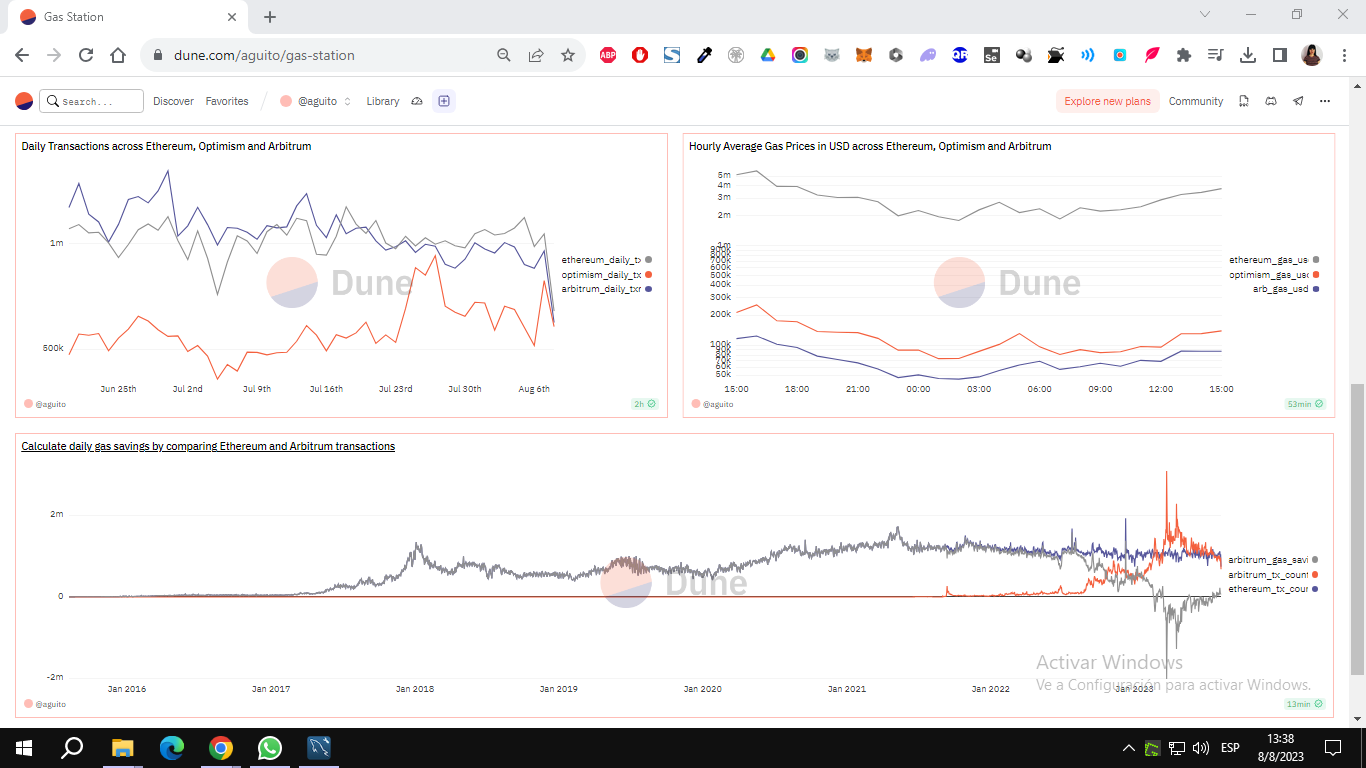 Gas Station
dune.com/aguito/gas-station
ABP
Se
Search...
Discover
Favorites
@aguito
Library
Explore new plans
Community
Daily Transactions across Ethereum, Optimism and Arbitrum
1m
500k
Dune
ethereum_daily_tx
optimism_daily_tx
arbitrum_daily_txr
Jun 25th
Jul 2nd
Jul 9th
Jul 16th
Jul 23rd
Jul 30th
Aug 6th
@aguito
2h
Hourly Average Gas Prices in USD across Ethereum, Optimism and Arbitrum
5m
4m
3m
2m
1m
900k
800k
700k
600k
500k
400k
300k
200k
100k
90k
80k
70k
60k
50k
Dune
ethereum_gas_us
optimism_gas_usc
arb_gas_usd
15:00
18:00
21:00
00:00
03:00
06:00
09:00
12:00
15:00
@aguito
53min
Calculate daily gas savings by comparing Ethereum and Arbitrum transactions
2m
0
-2m
Dune
arbitrum_gas_savi
arbitrum_tx_count
ethereum_tx_cour
Jan 2016
Jan 2017
Jan 2018
Jan 2019
Jan 2020
Jan 2021
Jan 2022
Jan 2023
@aguito
13min
Activar Windows
Ve a Configuración para activar Windows.
ESP
13:38
8/8/2023